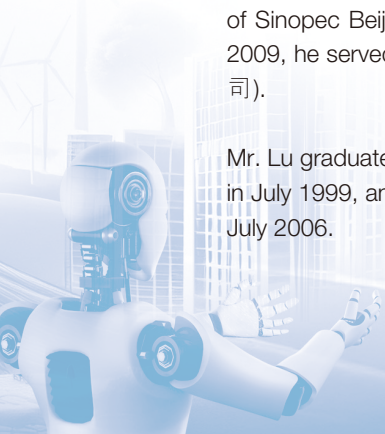 of Sinopec Beij
2009, he served
司).
Mr. Lu graduate
in July 1999, an
July 2006.